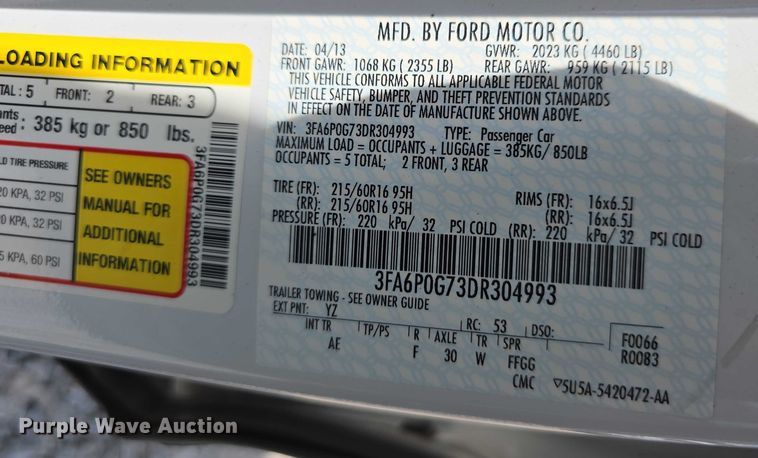 LOADING INFORMATION
TAL: 5 FRONT: 2 REAR: 3
385 kg or 850 lbs.
LD TIRE PRESSURE
20 KPA, 32 PSI
20 KPA, 32 PSI
5 KPA, 60 PSI
SEE OWNERS
MANUAL FOR
ADDITIONAL
INFORMATION
3FA6P0G73DR304993
MFD. BY FORD MOTOR CO.
DATE: 04/13 GVWR: 2023 KG ( 4460 LB)
FRONT GAWR: 1068 KG ( 2355 LB) REAR GAWR: 959 KG ( 2115 LB)
THIS VEHICLE CONFORMS TO ALL APPLICABLE FEDERAL MOTOR
VEHICLE SAFETY, BUMPER, AND THEFT PREVENTION STANDARDS
IN EFFECT ON THE DATE OF MANUFACTURE SHOWN ABOVE.
VIN: 3FA6P0G73DR304993 TYPE: Passenger Car
MAXIMUM LOAD = OCCUPANTS + LUGGAGE = 385KG/ 850LB
OCCUPANTS = 5 TOTAL; 2 FRONT, 3 REAR
TIRE (FR): 215/60R16 95H RIMS (FR): 16x6.5J
(RR): 215/60R16 95H (RR): 16x6.5J
PRESSURE (FR): 220 kPa/ 32 PSI COLD (RR): 220 kPa/ 32 PSI COLD
3FA6P0G73DR304993
TRAILER TOWING - SEE OWNER GUIDE
EXT PNT: YZ RC: 53 DSO: F0066
INT TR TP/PS R AXLE TR SPR R0083
AE F 30 W FFGG
CMC ▽5U5A-5420472-AA
Purple Wave Auction